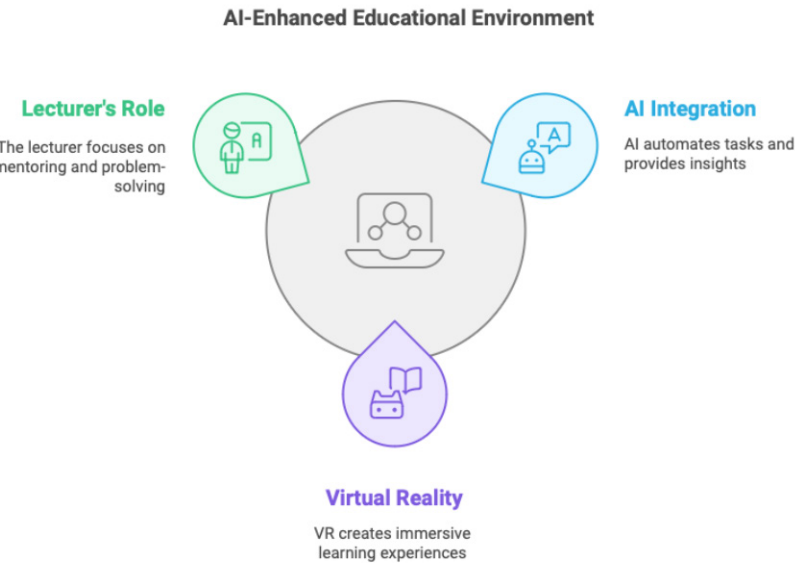 AI-Enhanced Educational Environment
Lecturer's Role
The lecturer focuses on
mentoring and problem-
solving
A
AI Integration
AI automates tasks and
provides insights
A
Virtual Reality
VR creates immersive
learning experiences